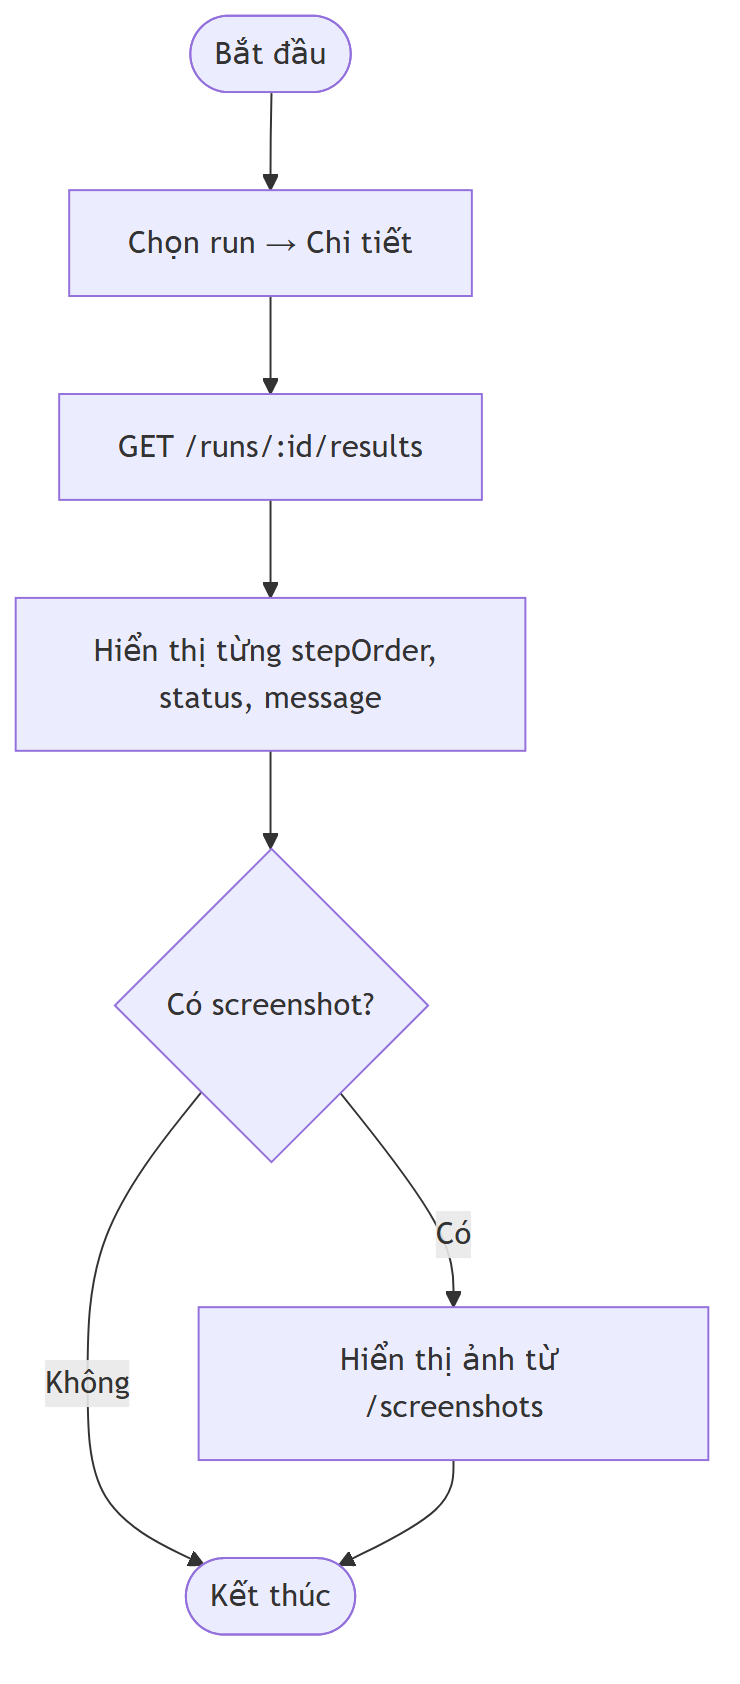 Bắt đầu
Chọn run → Chi tiết
GET /runs/:id/results
Hiển thị từng stepOrder,
status, message
Có screenshot?
Có
Hiển thị ảnh từ
/screenshots
Không
Kết thúc